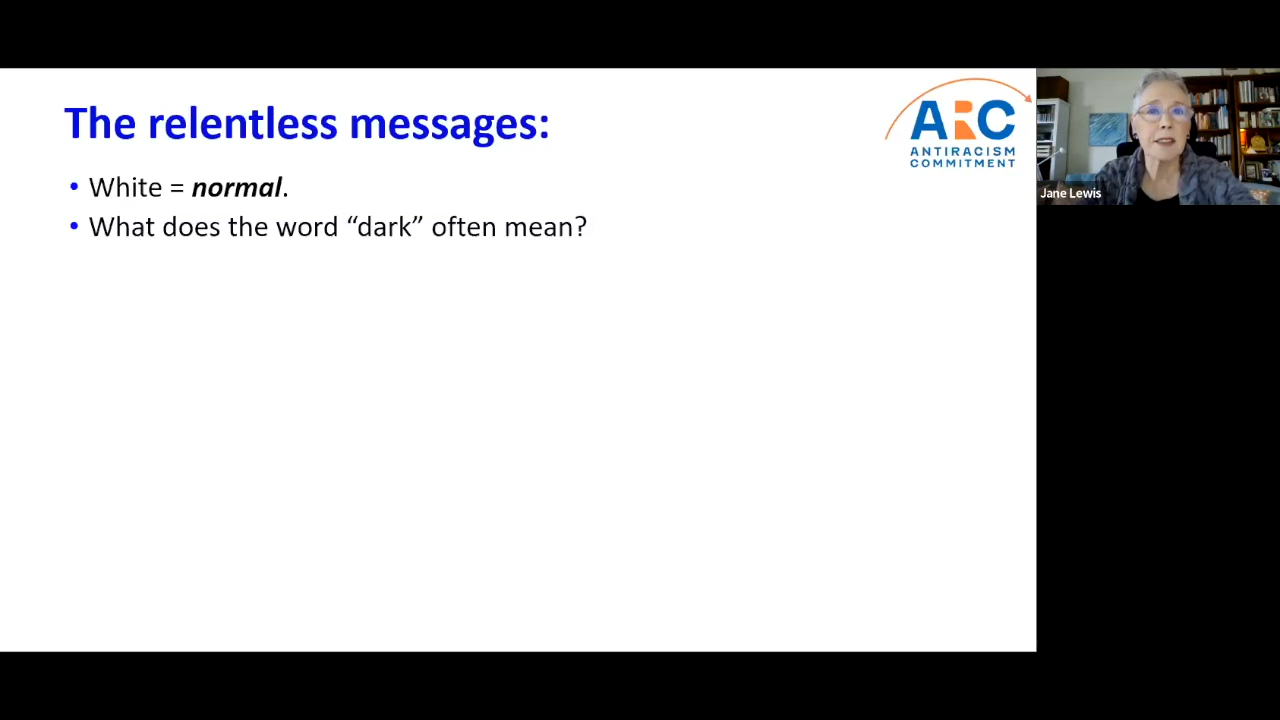 The relentless messages:
• White = normal.
• What does the word “dark” often mean?
ARC
ANTIRACISM
COMMITMENT
Jane Lewis